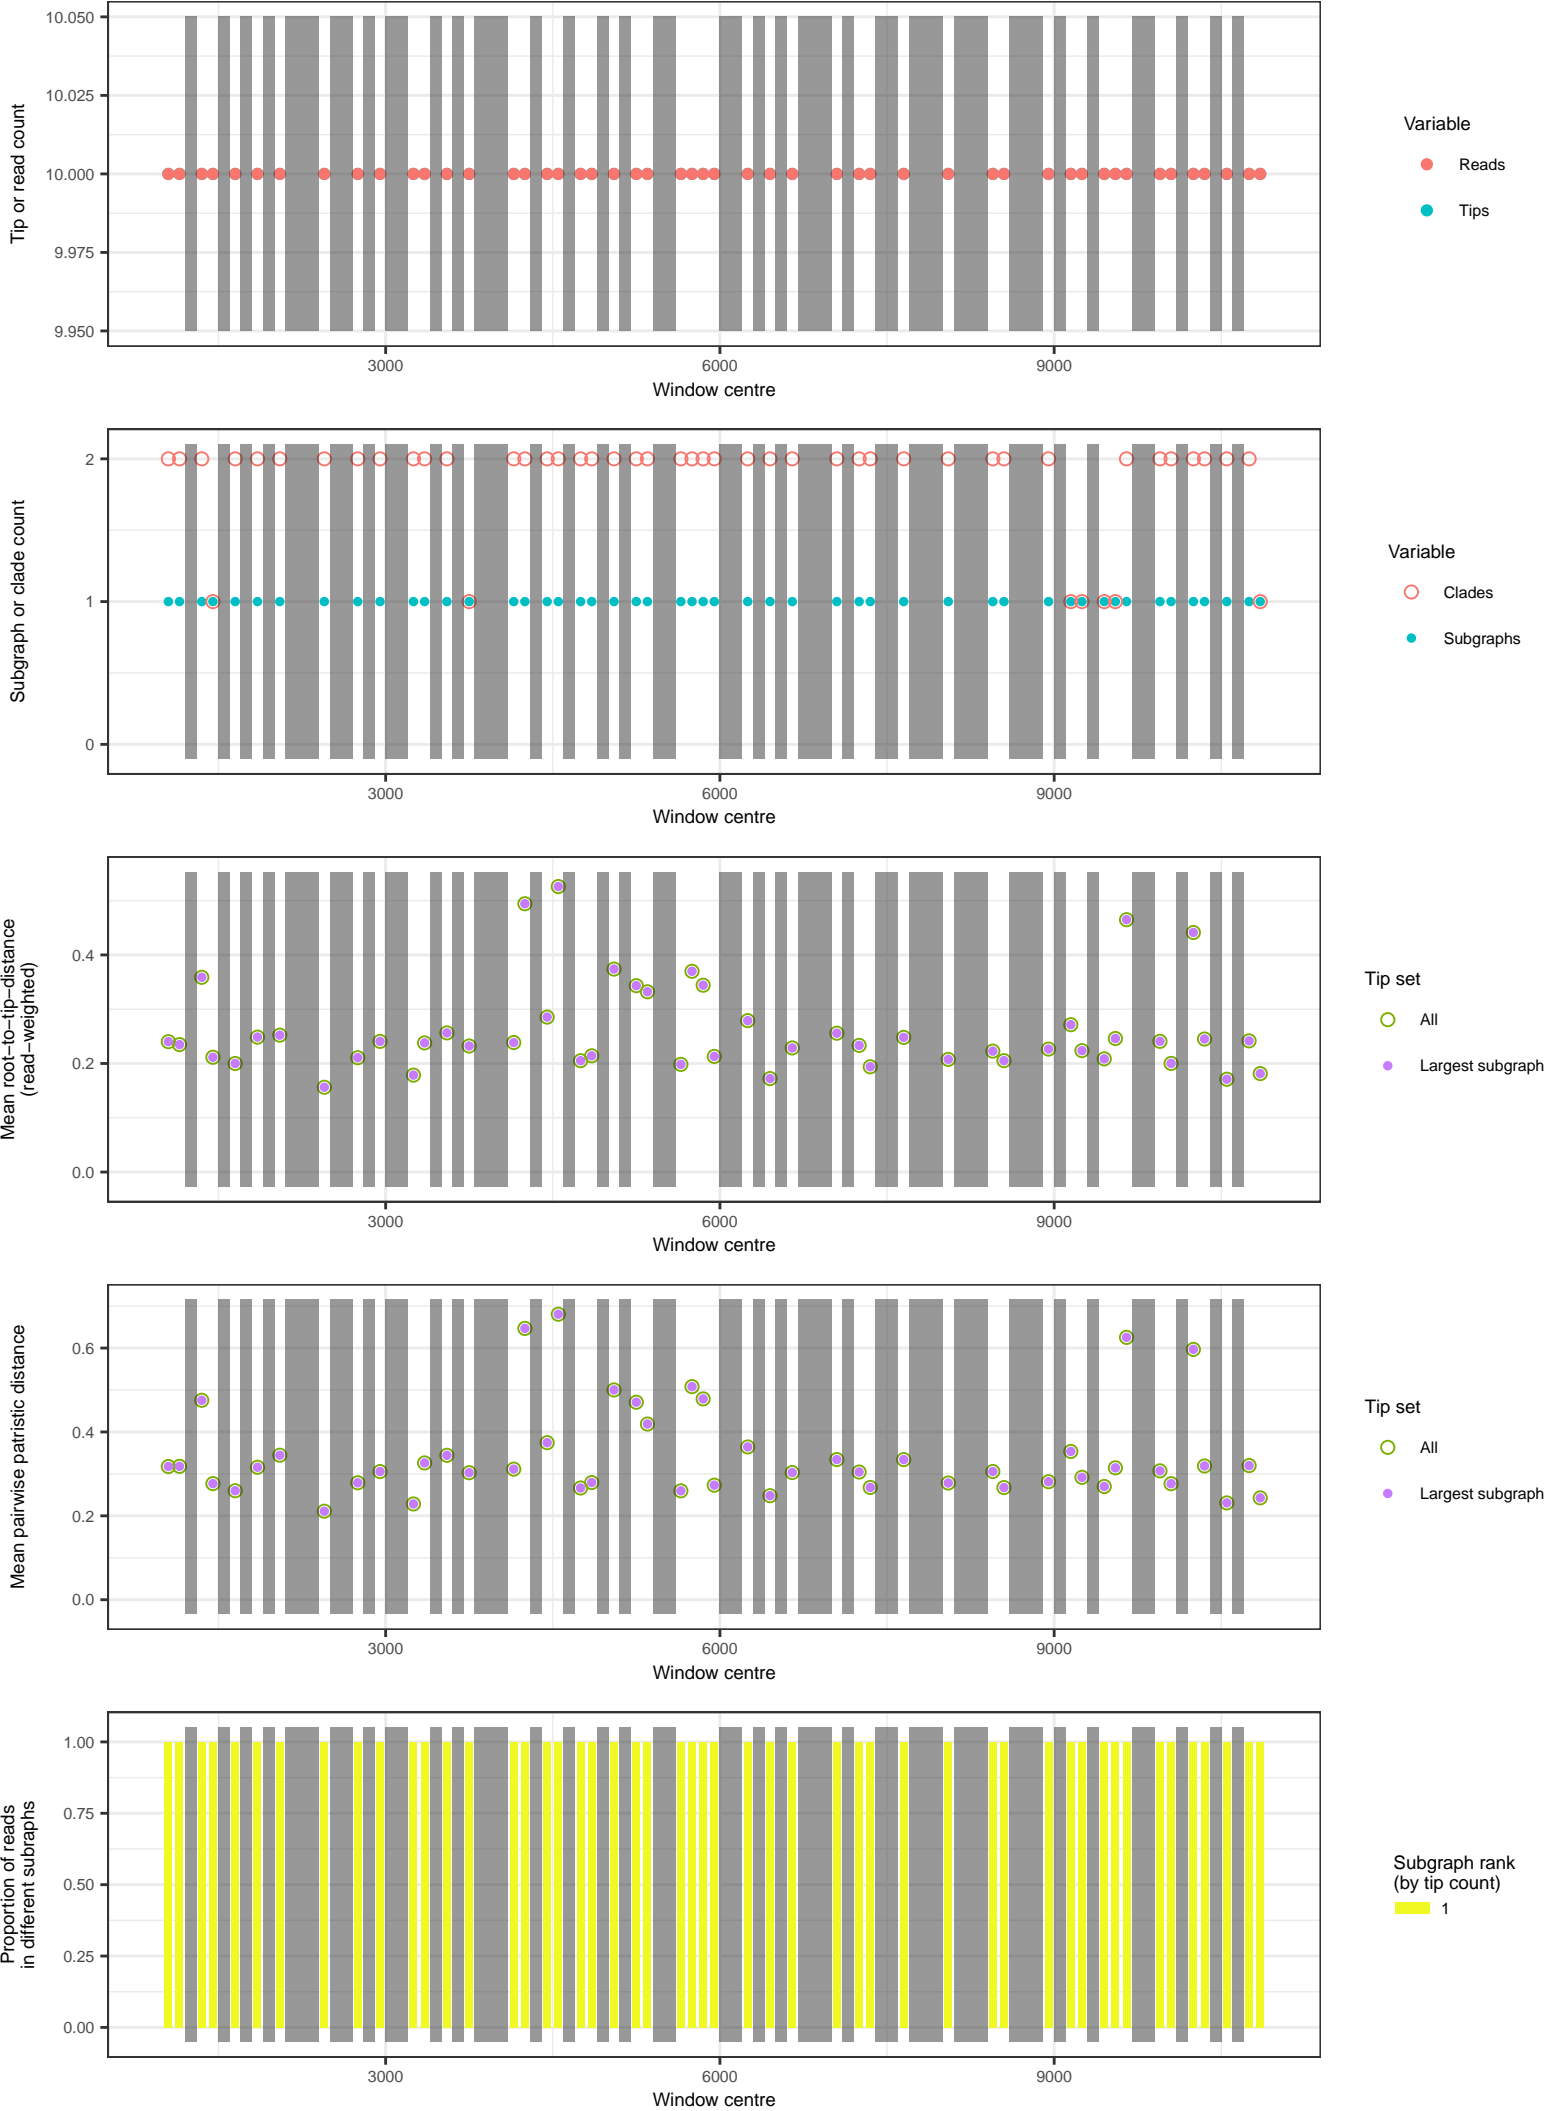 10.050
10.025
10.000
9.975
9.950
Tip or read count
3000 6000 9000
Window centre
Variable
Reads
Tips
2
1
0
Subgraph or clade count
3000 6000 9000
Window centre
Variable
Clades
Subgraphs
0.4
0.2
0.0
Mean root−to−tip−distance
(read−weighted)
3000 6000 9000
Window centre
Tip set
All
Largest subgraph
0.6
0.4
0.2
0.0
Mean pairwise patristic distance
3000 6000 9000
Window centre
Tip set
All
Largest subgraph
1.00
0.75
0.50
0.25
0.00
Proportion of reads
in different subraphs
3000 6000 9000
Window centre
Subgraph rank
(by tip count)
1